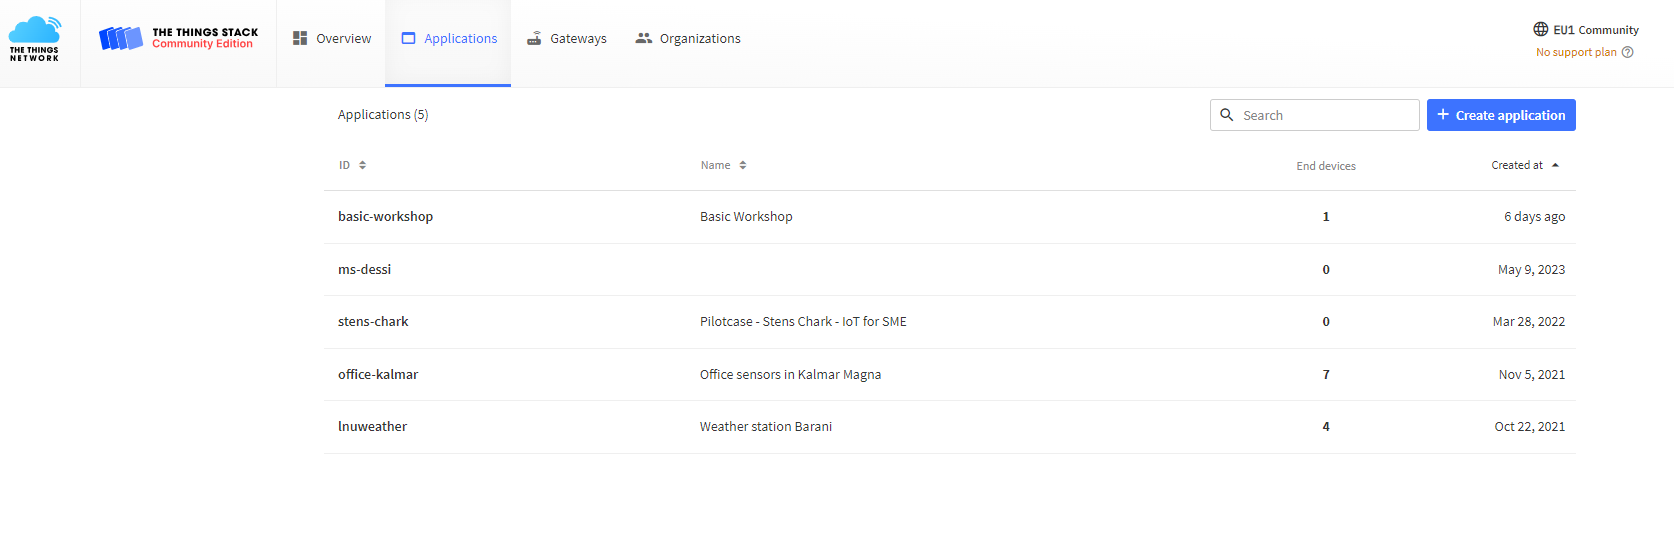 THE THINGS
NETWORK
THE THINGS STACK
Community Edition
Overview
Applications
Gateways
Organizations
EU1 Community
No support plan
Applications (5)
Search
+ Create application
ID
Name
End devices
Created at
basic-workshop
Basic Workshop
1
6 days ago
ms-dessi
0
May 9, 2023
stens-chark
Pilotcase - Stens Chark - IoT for SME
0
Mar 28, 2022
office-kalmar
Office sensors in Kalmar Magna
7
Nov 5, 2021
lnuweather
Weather station Barani
4
Oct 22, 2021